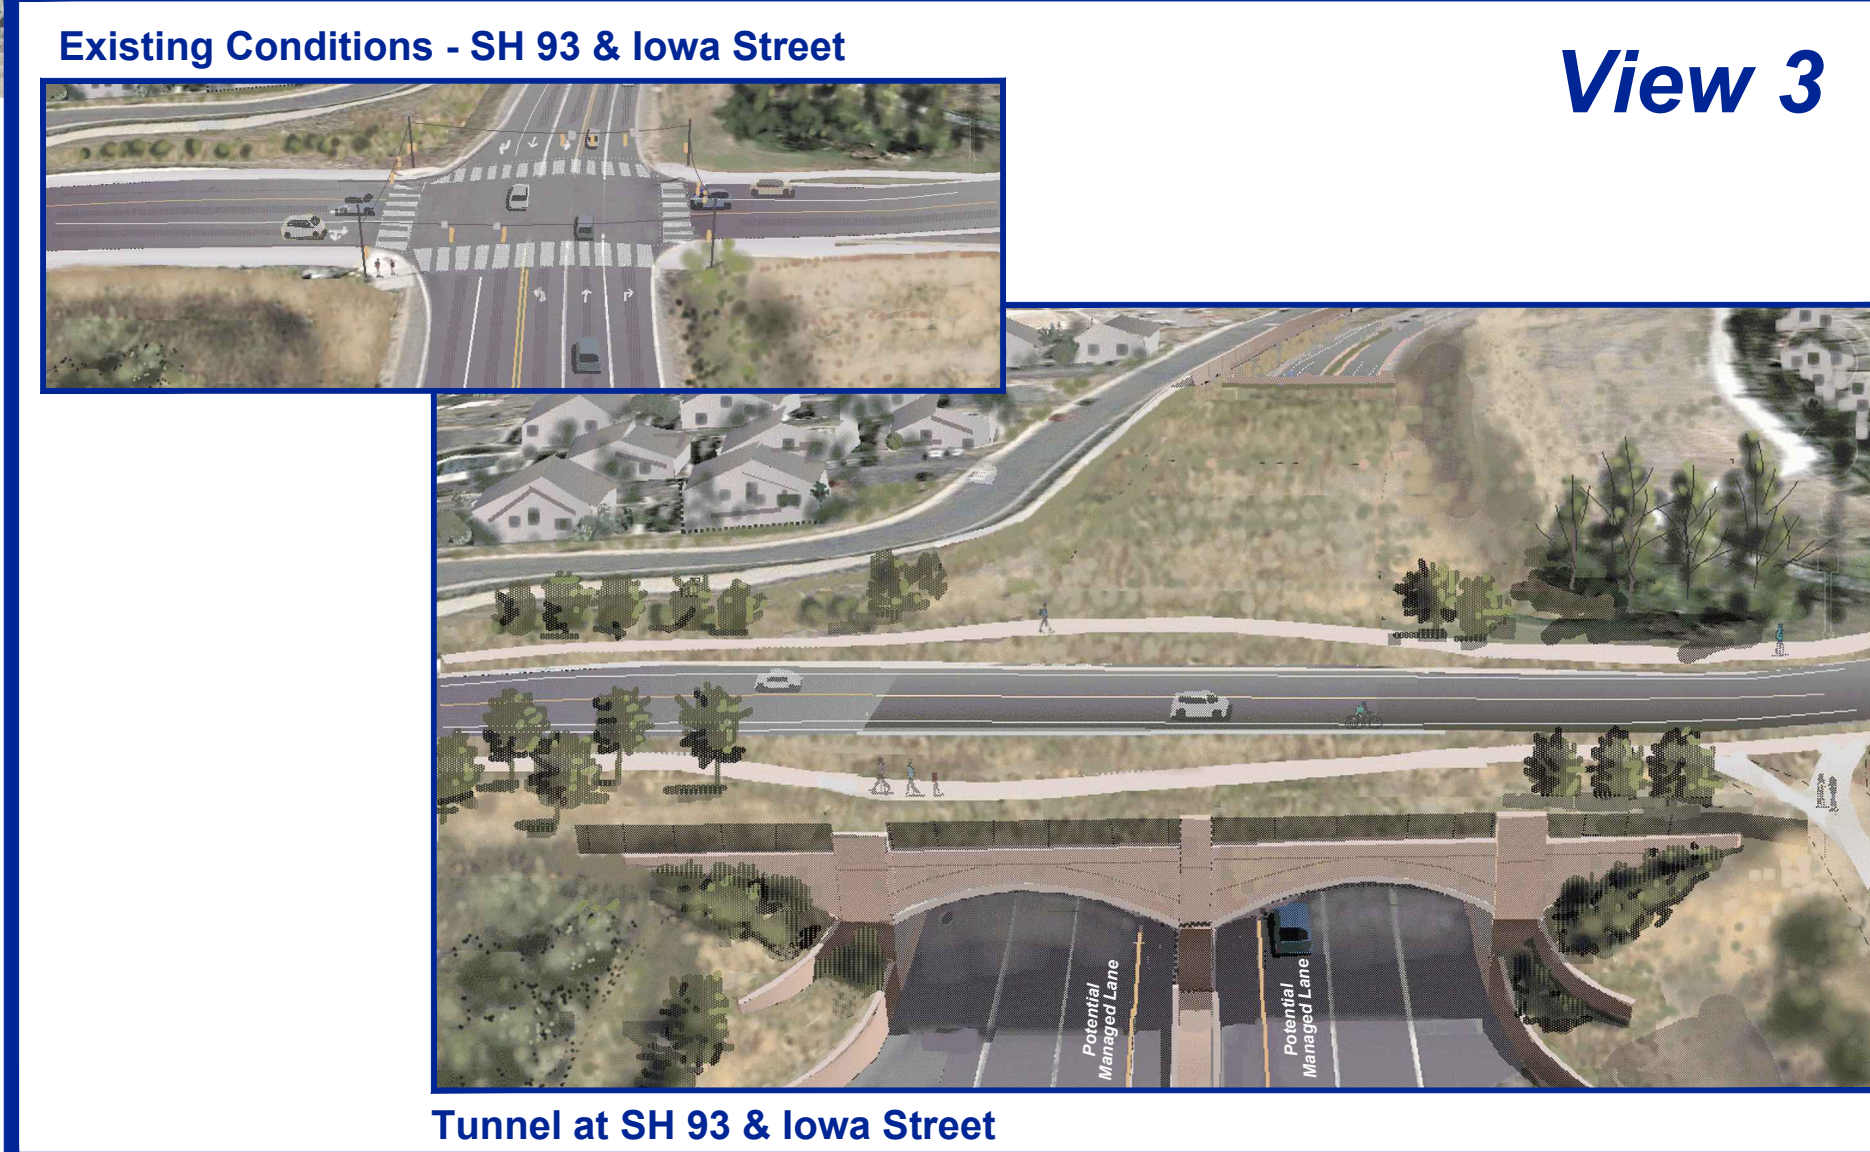 Existing Conditions - SH 93 & Iowa Street
View 3
Potential
Managed Lane
Potential
Managed Lane
Tunnel at SH 93 & Iowa Street